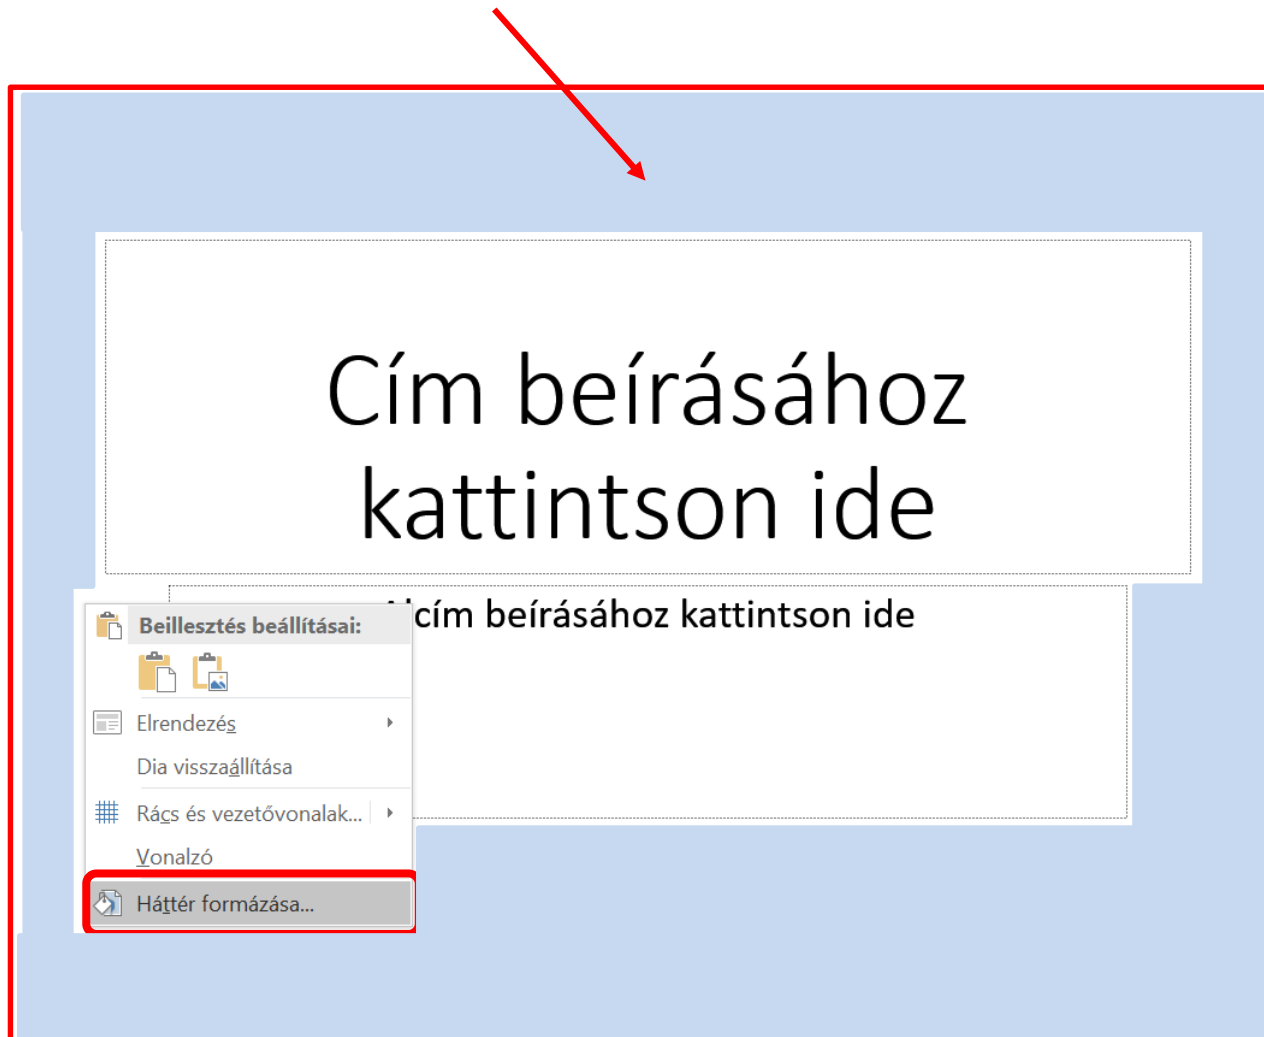 Cím beírásához
kattintson ide
cím beírásához kattintson ide
Beillesztés beállításai:
Elrendezés
Dia visszaállítása
Rács és vezetővonalak...
Vonalzó
Háttér formázása...